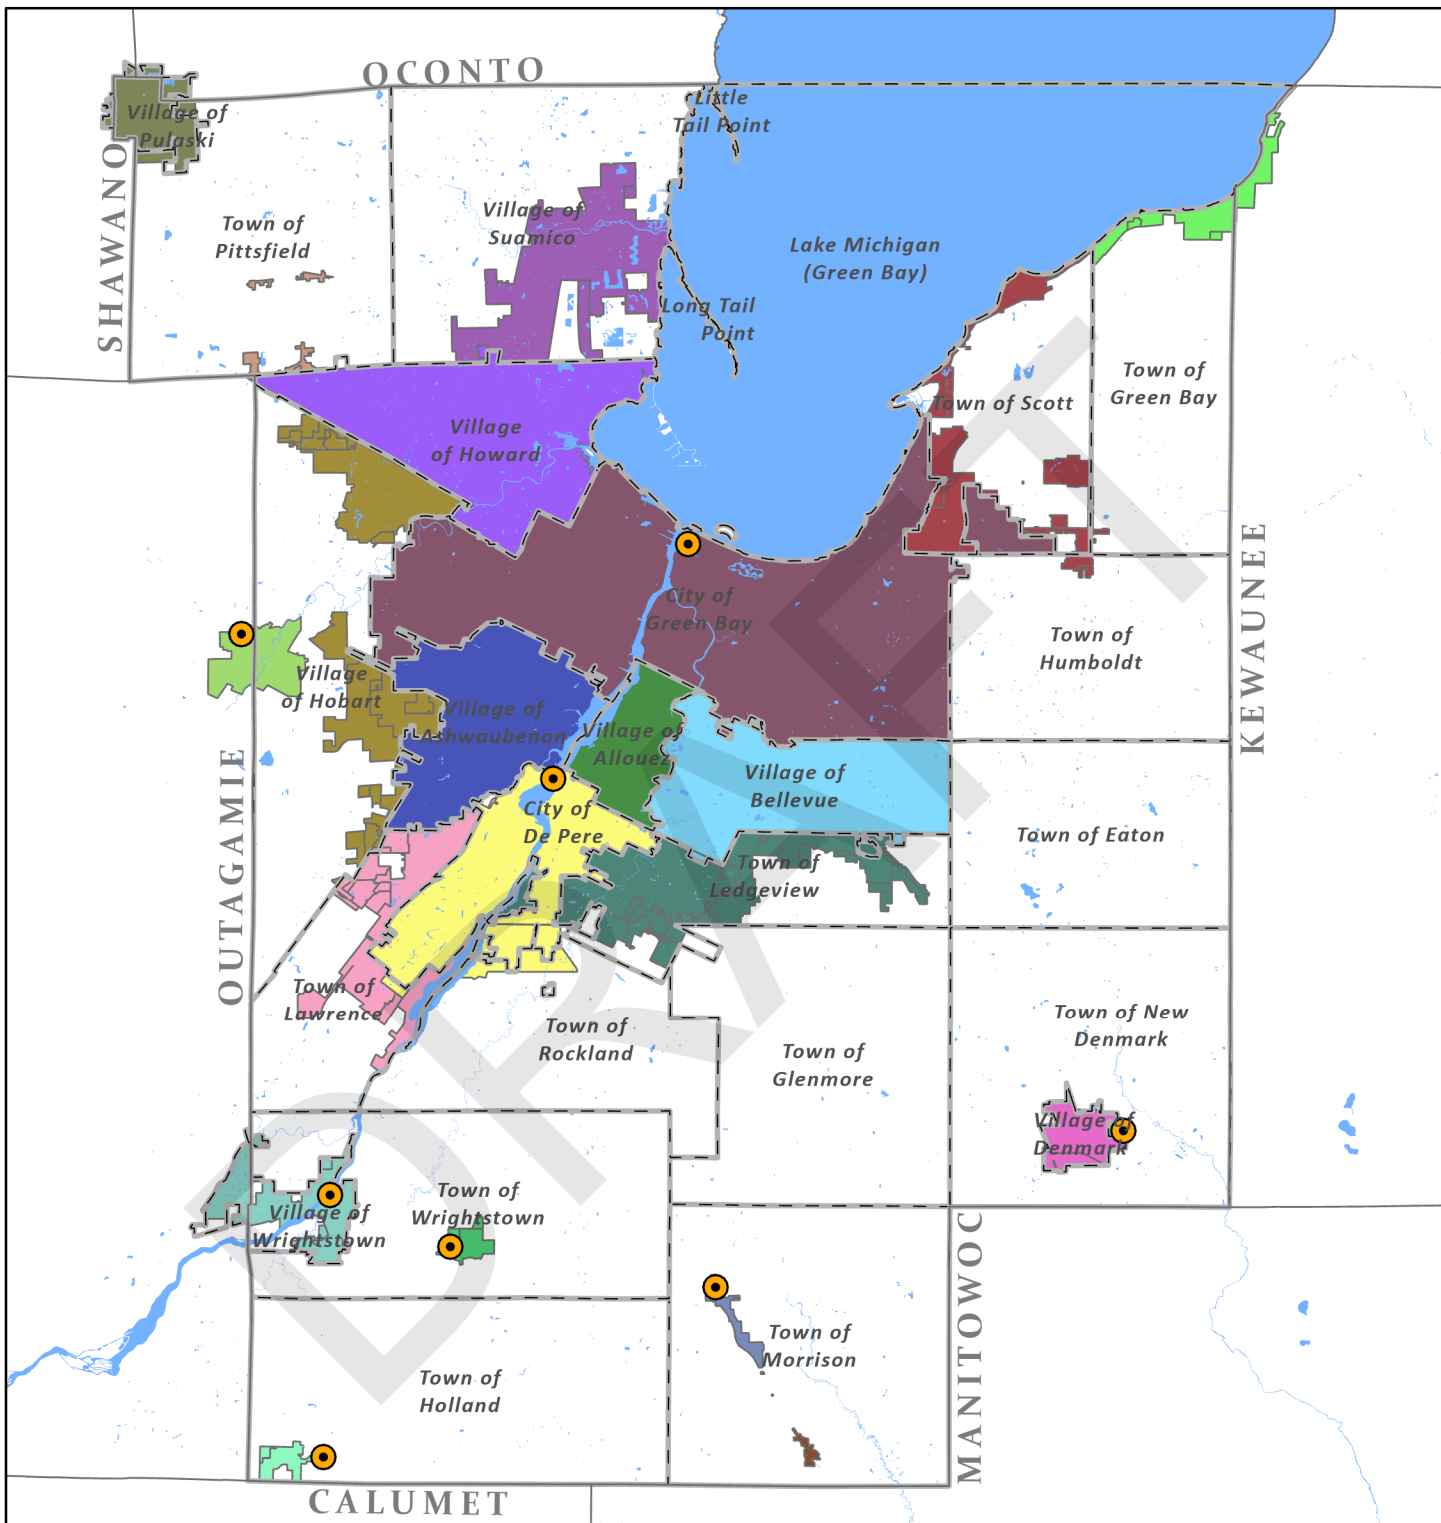 OCONTO
Village of
Pulaski
Little
Tail Point
SHAWANO
Town of
Pittsfield
Village of
Suamico
Lake Michigan
(Green Bay)
Long Tail
Point
Town of
Green Bay
Town of Scott
Village
of Howard
KEWAUNEE
City of
Green Bay
Town of
Humboldt
Village
of Hobart
Village of
Ashwaubenon
Village of
Allouez
Village of
Bellevue
OUTAGAMIE
City of
De Pere
Town of Eaton
Town of
Ledgeview
Town of
Lawrence
Town of
Rockland
Town of
Glenmore
Town of New
Denmark
Village of
Denmark
Town of
Wrightstown
Village of
Wrightstown
MANITOWOC
Town of
Morrison
Town of
Holland
CALUMET
DRAFT